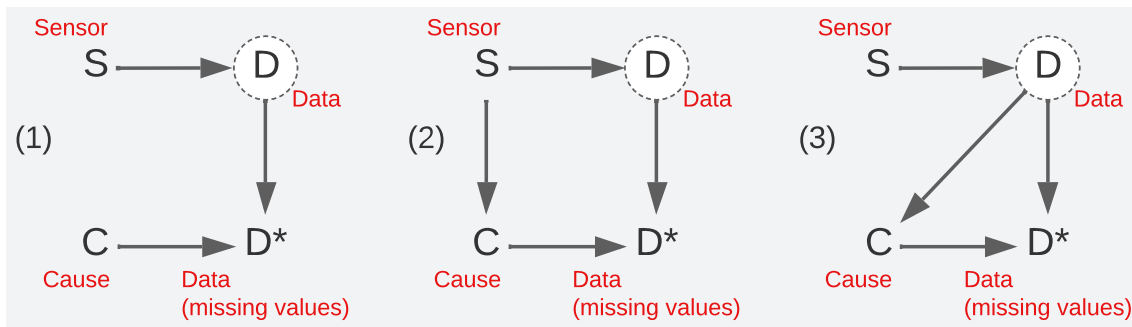 Sensor
S
D
Data
(1)
C
D*
Cause
Data
(missing values)
Sensor
S
D
Data
(2)
C
D*
Cause
Data
(missing values)
Sensor
S
D
Data
(3)
C
D*
Cause
Data
(missing values)